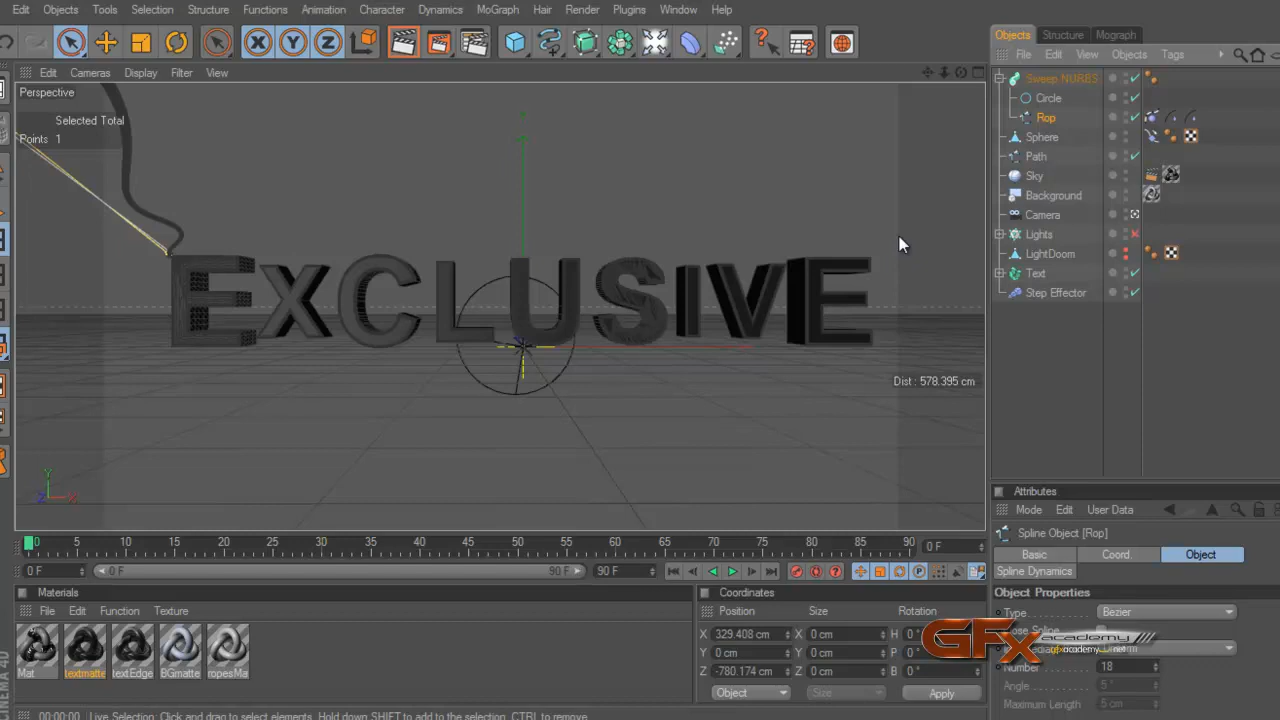 Edit Objects Tools Selection Structure Functions Animation Character Dynamics MoGraph Hair Render Plugins Window Help
Objects Structure Mograph
File Edit View Objects Tags
Edit Cameras Display Filter View
Perspective
Selected Total
Points 1
Sweep NURBS
Circle
Rop
Sphere
Path
Sky
Background
Camera
Lights
LightDoom
Text
Step Effector
EXCLUSIVE
Dist : 578.395 cm
Y
Z X
0 5 10 15 20 25 30 35 40 45 50 55 60 65 70 75 80 85 90 0 F
0 F 0 F 90 F 90 F
Materials
File Edit Function Texture
Mat textmatte textEdge BGmatte ropesMa
Coordinates
Position Size Rotation
X 329.408 cm X 0 cm H 0 °
Y 0 cm Y 0 cm P 0 °
Z -780.174 cm Z 0 cm B 0 °
Object Size Apply
Attributes
Mode Edit User Data
Spline Object [Rop]
Basic Coord. Object
Spline Dynamics
Object Properties
Type Bezier
Number 18
Angle 5 °
Maximum Length 5 cm
GFx academy
gfxacademy.net
CINEMA 4D
00:00:00 Live Selection: Click and drag to select elements. Hold down SHIFT to add to the selection, CTRL to remove.